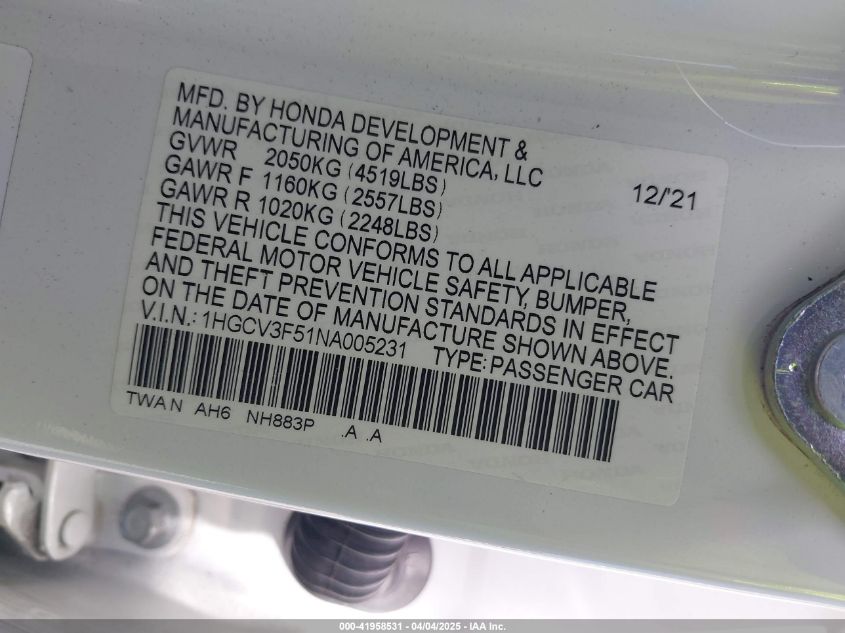 MFD. BY HONDA DEVELOPMENT &
MANUFACTURING OF AMERICA, LLC
GVWR 2050KG (4519LBS) 12/'21
GAWR F 1160KG (2557LBS)
GAWR R 1020KG (2248LBS)
THIS VEHICLE CONFORMS TO ALL APPLICABLE
FEDERAL MOTOR VEHICLE SAFETY, BUMPER,
AND THEFT PREVENTION STANDARDS IN EFFECT
ON THE DATE OF MANUFACTURE SHOWN ABOVE.
V.I.N.: 1HGCV3F51NA005231 TYPE:PASSENGER CAR
TWAN AH6 NH883P .A .A
000-41958531 - 04/04/2025 - IAA Inc.